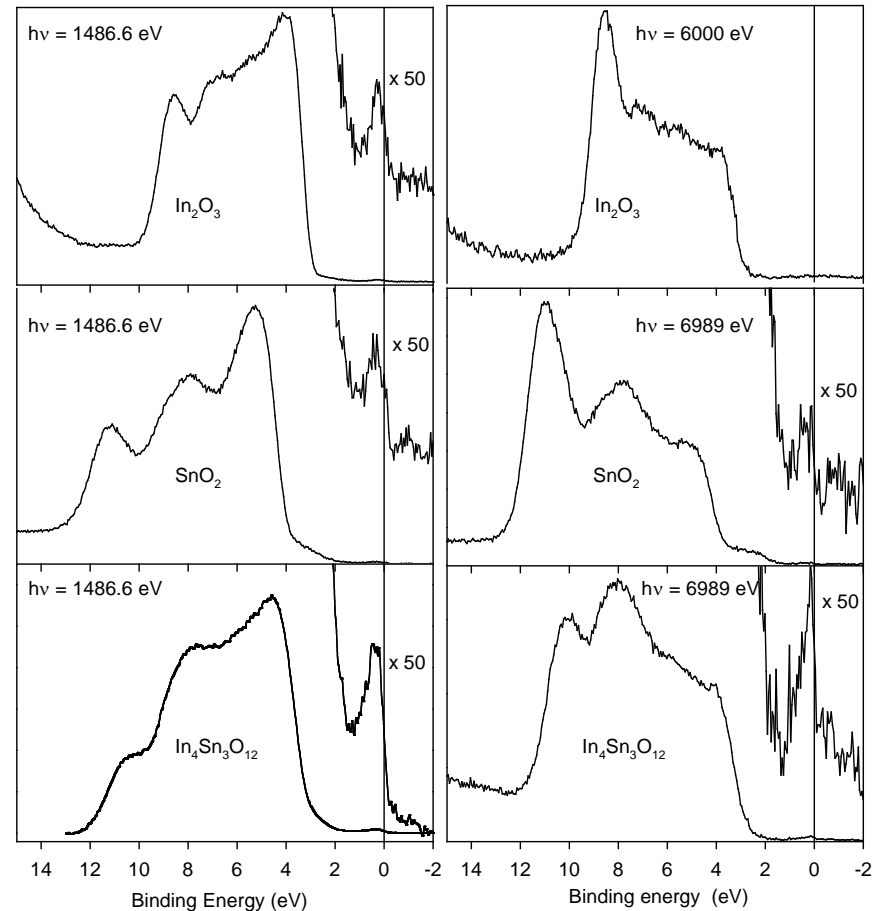 hν = 1486.6 eV
x 50
In₂O₃
hν = 6000 eV
In₂O₃
hν = 1486.6 eV
x 50
SnO₂
hν = 6989 eV
x 50
SnO₂
hν = 1486.6 eV
x 50
In₄Sn₃O₁₂
hν = 6989 eV
x 50
In₄Sn₃O₁₂
14 12 10 8 6 4 2 0 -2
Binding Energy (eV)
14 12 10 8 6 4 2 0 -2
Binding energy (eV)